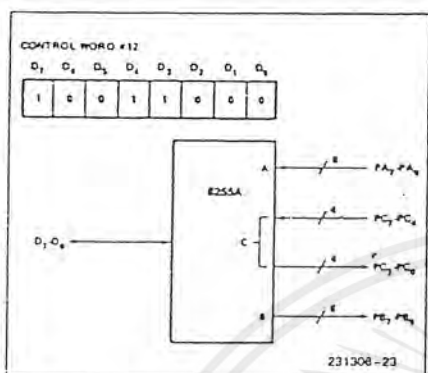 CONTROL WORD #12
D7 D6 D5 D4 D3 D2 D1 D0
1 0 0 1 1 0 0 0
A 8 PA7-PA0
8255A
4 PC7-PC4
D7-D0 C
4 PC3-PC0
B 8 PB7-PB0
231308-23